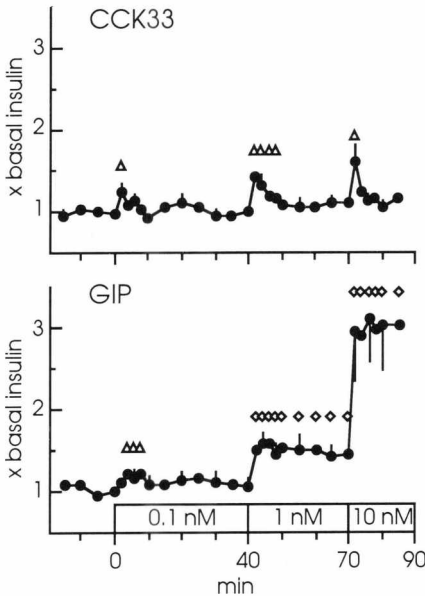 CCK33
3
2
1
x basal insulin
GIP
3
2
1
x basal insulin
0.1 nM 1 nM 10 nM
0 40 70 90
min